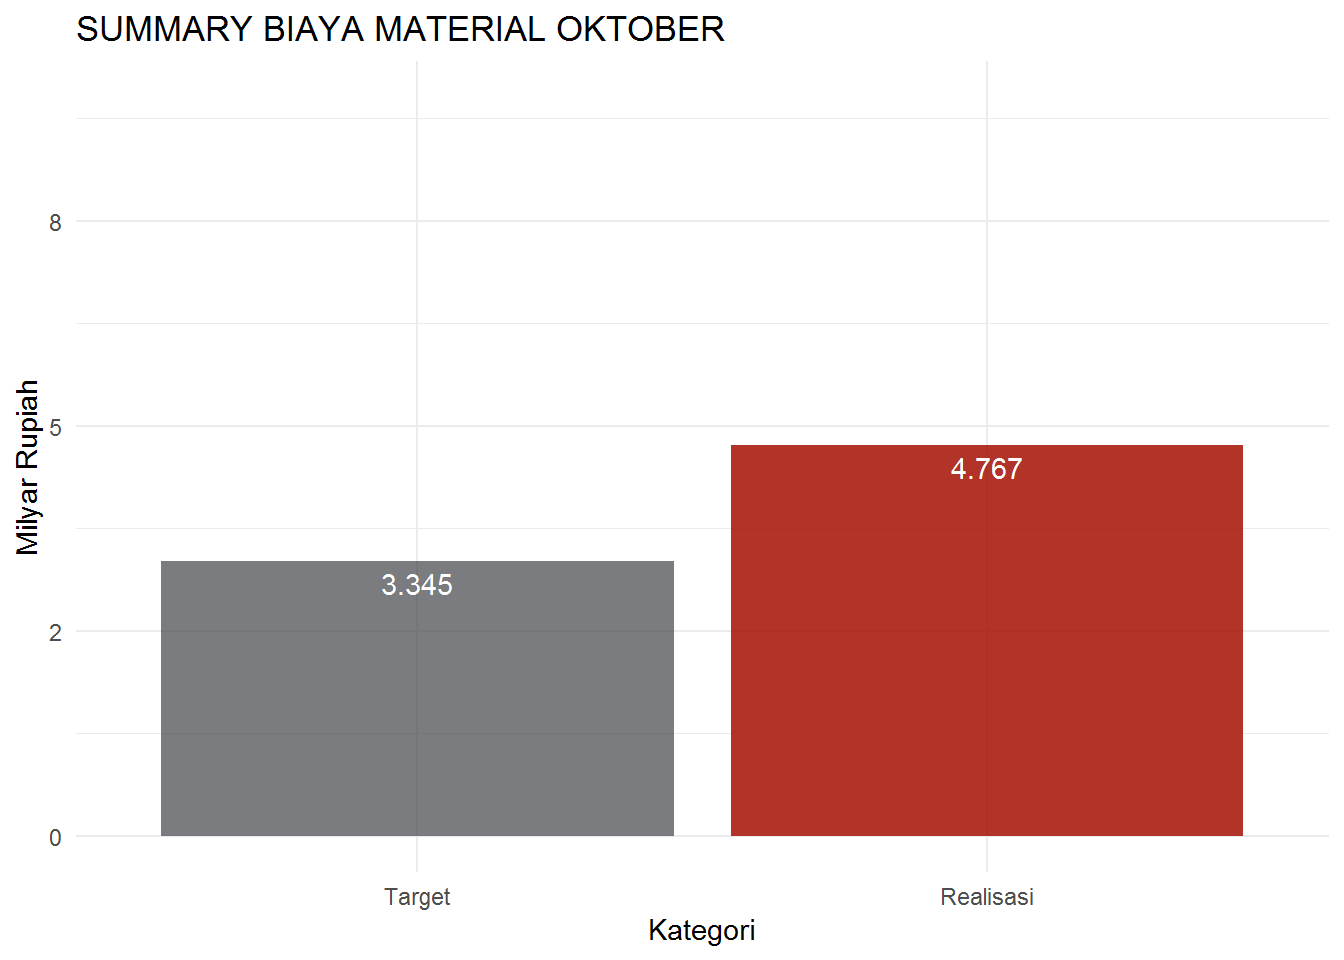 SUMMARY BIAYA MATERIAL OKTOBER
Milyar Rupiah
8
5
2
0
3.345
4.767
Target
Realisasi
Kategori